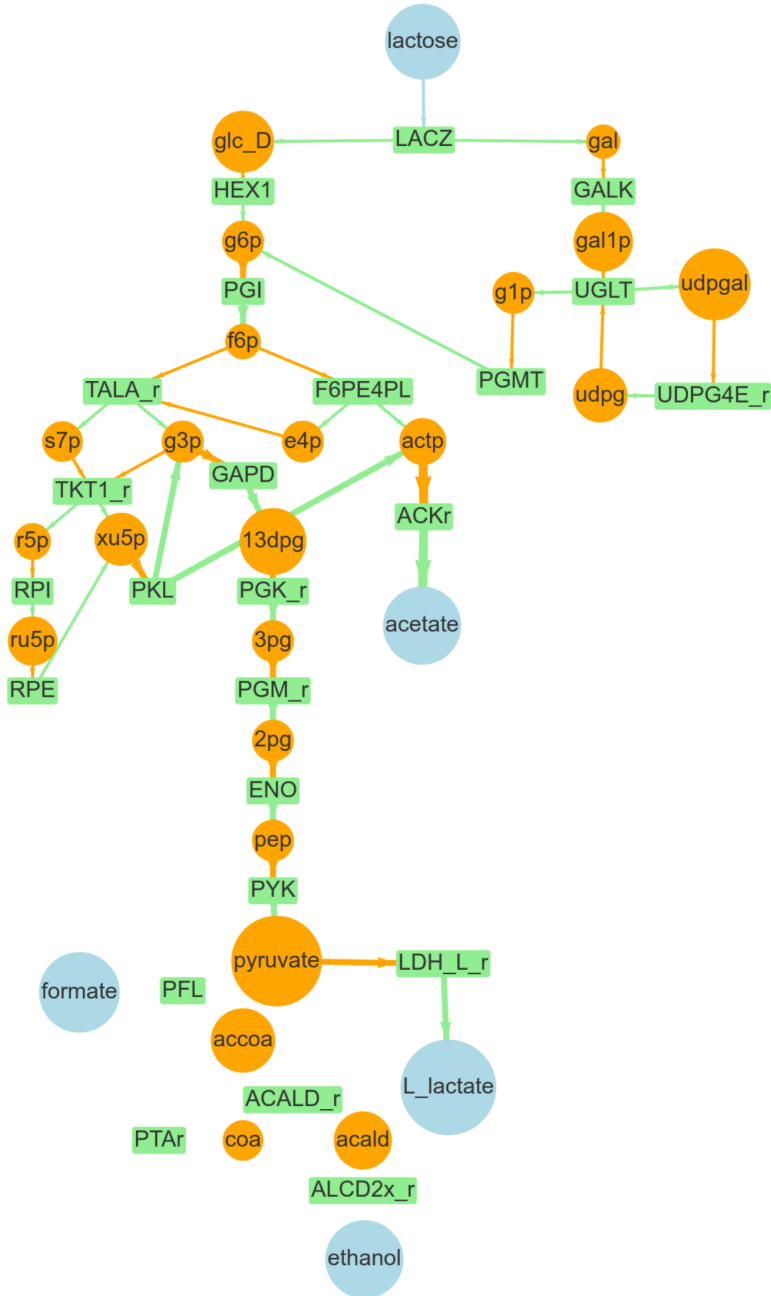 lactose
glc_D
LACZ
gal
HEX1
GALK
g6p
gal1p
PGI
g1p
UGLT
udpgal
f6p
TALA_r
F6PE4PL
PGMT
udpg
UDPG4E_r
s7p
g3p
e4p
actp
GAPD
TKT1_r
ACKr
r5p
xu5p
13dpg
RPI
PKL
PGK_r
acetate
ru5p
3pg
RPE
PGM_r
2pg
ENO
pep
PYK
pyruvate
LDH_L_r
formate
PFL
accoa
L_lactate
ACALD_r
PTAr
coa
acald
ALCD2x_r
ethanol